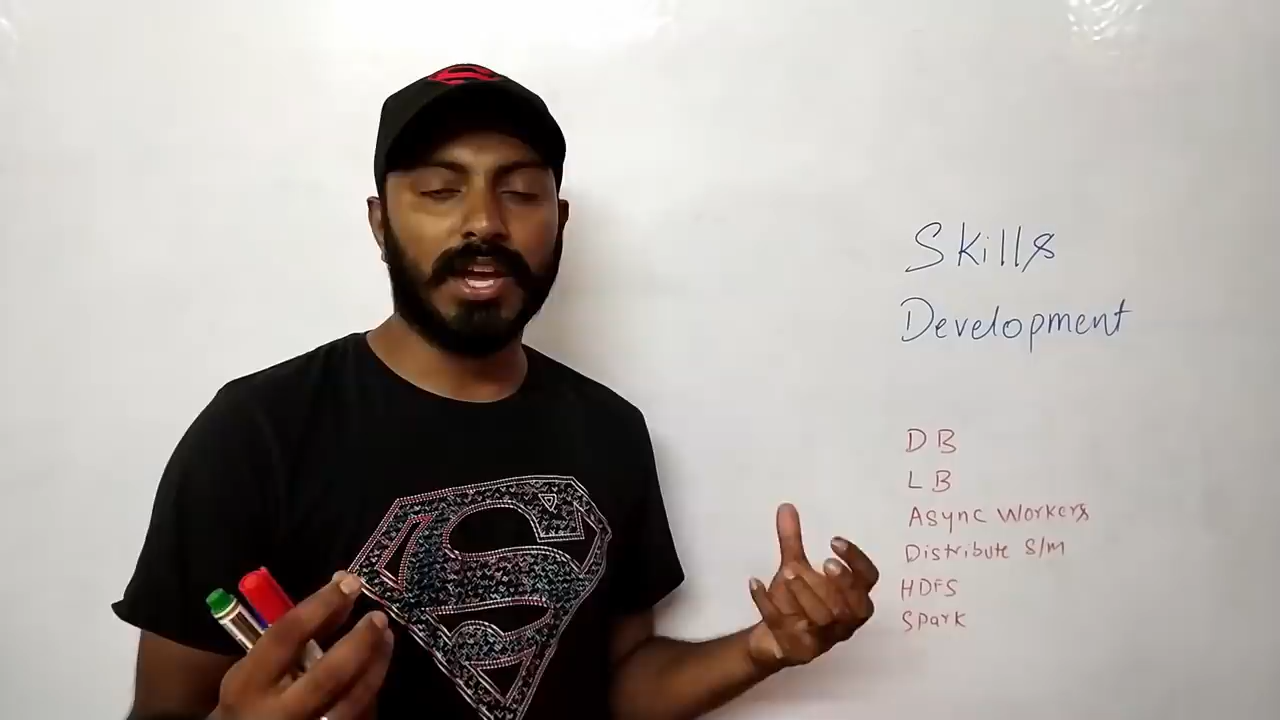 Skills
Development
DB
LB
Async Workers
Distribute S/m
HDFS
Spark